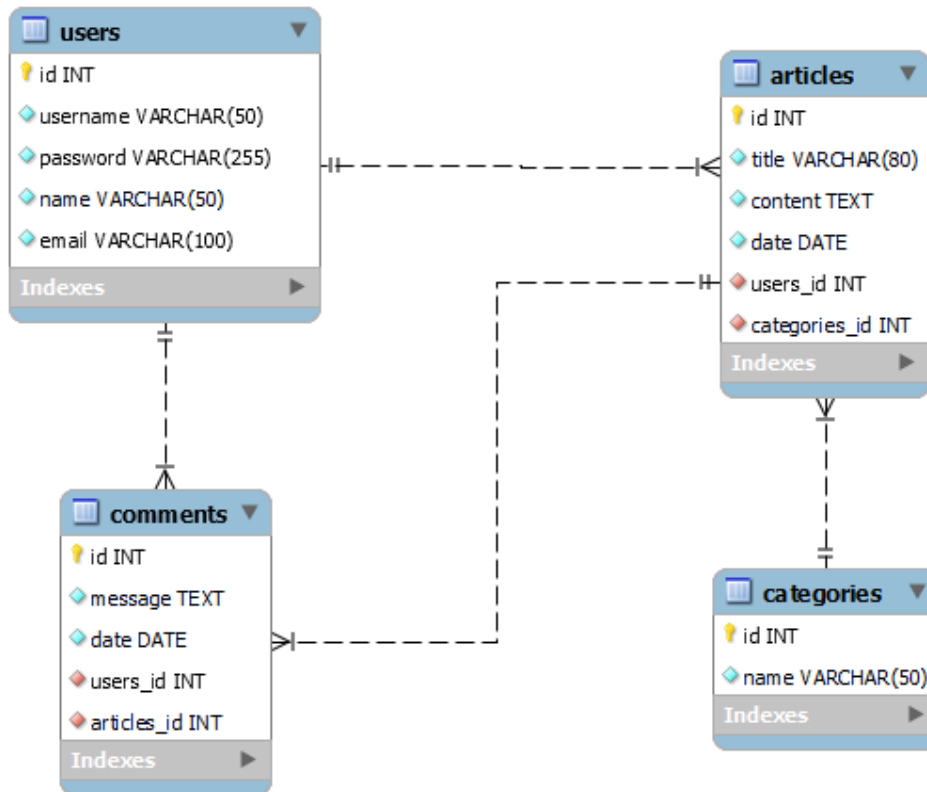 users
id INT
username VARCHAR(50)
password VARCHAR(255)
name VARCHAR(50)
email VARCHAR(100)
Indexes
articles
id INT
title VARCHAR(80)
content TEXT
date DATE
users_id INT
categories_id INT
Indexes
comments
id INT
message TEXT
date DATE
users_id INT
articles_id INT
Indexes
categories
id INT
name VARCHAR(50)
Indexes